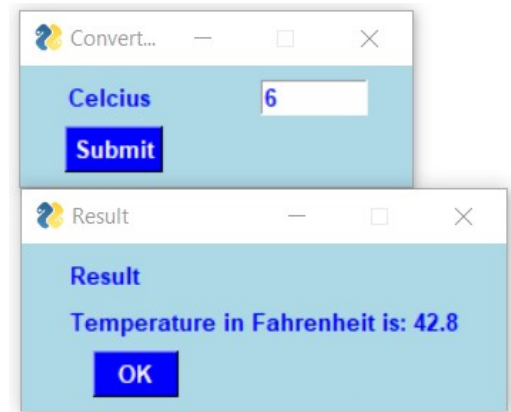 Convert...
Celcius 6
Submit
Result
Result
Temperature in Fahrenheit is: 42.8
OK